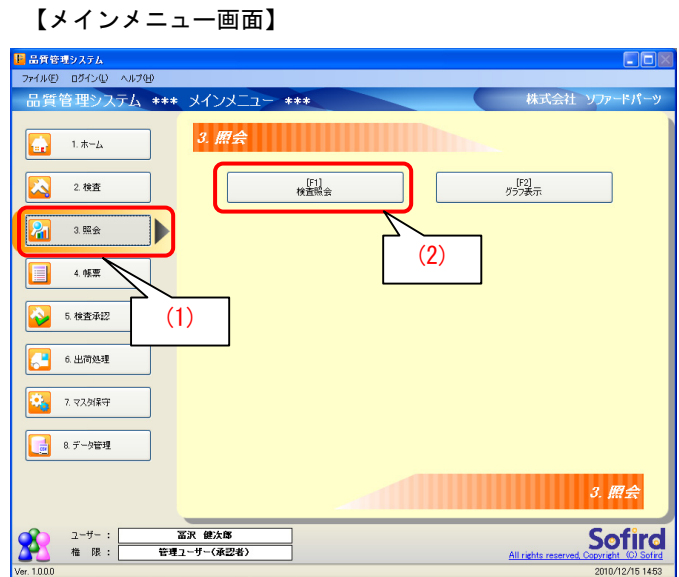 【メインメニュー画面】
品質管理システム
ファイル(F) ログイン(L) ヘルプ(H)
品質管理システム *** メインメニュー *** 株式会社 ソファードパーツ
3. 照会
1. ホーム
[F1]
検査照会
[F2]
グラフ表示
2. 検査
3. 照会
(2)
4. 帳票
(1)
5. 検査承認
6. 出荷処理
7. マスタ保守
8. データ管理
3. 照会
ユーザー : 冨沢 健次郎
権 限 : 管理ユーザー(承認者)
Sofird
All rights reserved, Copyright (C) Sofird
Ver. 1.0.0.0 2010/12/15 14:53